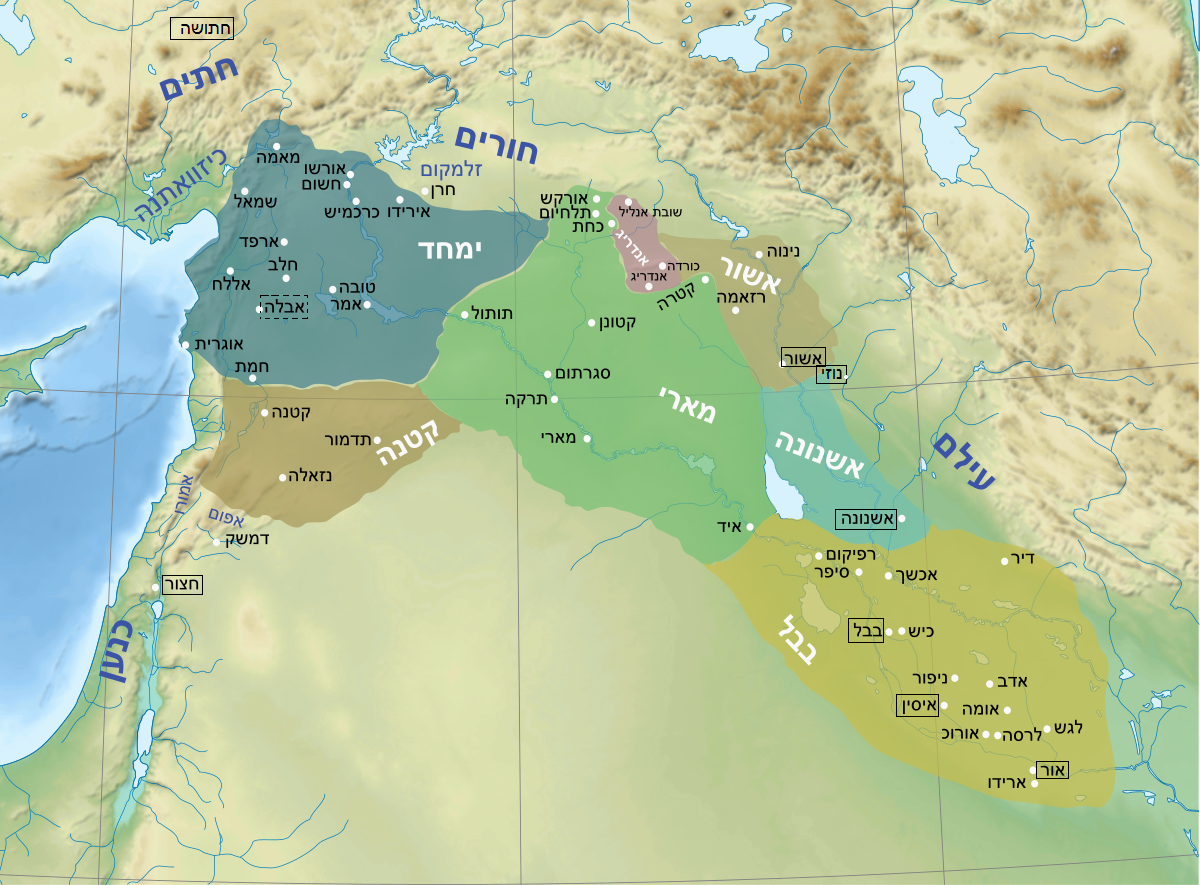 חתושה
חתים
כיזוואתנה
חורים
זלמקום
מאמה
אורשו
חשום
שמאל
כרכמיש
אירידו
חרן
ארפד
ימחד
חלב
אללח
טובה
אבלה
אמר
אוגרית
חמת
אורקש
תלחיום
כחת
שובת אנליל
אנדריג
כורדה
אנדריג
קטרה
נינוה
אשור
רזאמה
אשור
נוזי
תותול
קטונן
סגרתום
תרקה
מארי
מארי
קטנה
תדמור
קטנה
נזאלה
אמורו
אפום
דמשק
חצור
כנען
אשנונה
אשנונה
עילם
איד
רפיקום
סיפר
אכשך
דיר
בבל
בבל
כיש
ניפור
אדב
איסין
אומה
אורוכ
לרסה
לגש
אור
ארידו